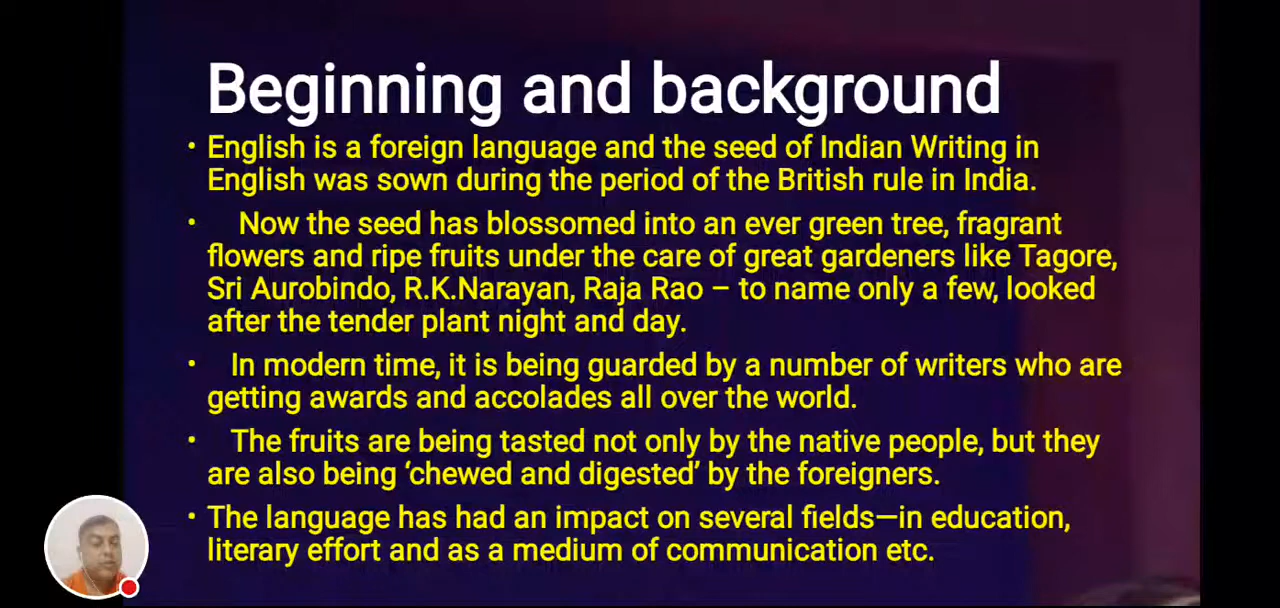 Beginning and background
• English is a foreign language and the seed of Indian Writing in
English was sown during the period of the British rule in India.
• Now the seed has blossomed into an ever green tree, fragrant
flowers and ripe fruits under the care of great gardeners like Tagore,
Sri Aurobindo, R.K.Narayan, Raja Rao – to name only a few, looked
after the tender plant night and day.
• In modern time, it is being guarded by a number of writers who are
getting awards and accolades all over the world.
• The fruits are being tasted not only by the native people, but they
are also being ‘chewed and digested’ by the foreigners.
• The language has had an impact on several fields—in education,
literary effort and as a medium of communication etc.